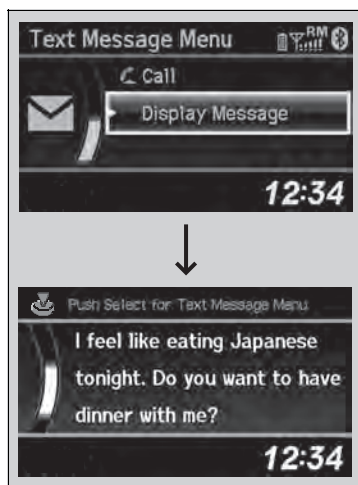 Text Message Menu RM
Call
Display Message
12:34
Push Select for Text Message Menu
I feel like eating Japanese
tonight. Do you want to have
dinner with me?
12:34